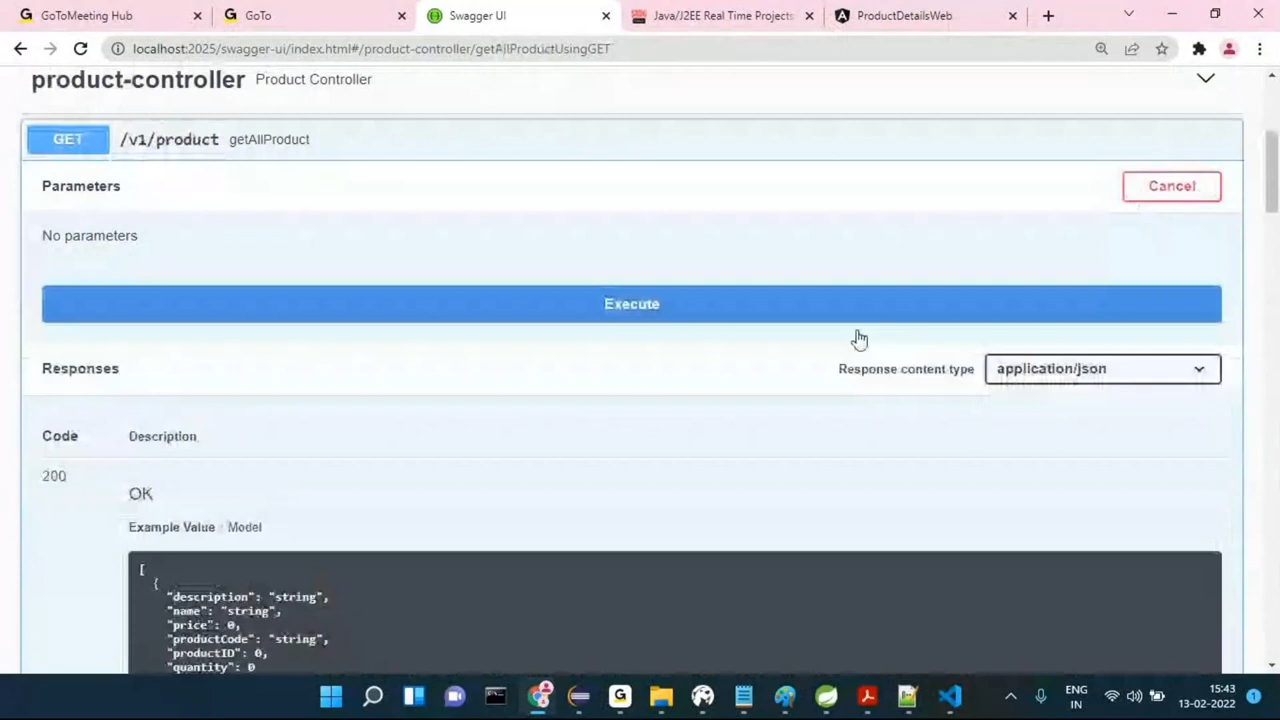 GoToMeeting Hub
GoTo
Swagger UI
Java/J2EE Real Time Projects
ProductDetailsWeb
localhost:2025/swagger-ui/index.html#/product-controller/getAllProductUsingGET
product-controller Product Controller
GET /v1/product getAllProduct
Parameters
Cancel
No parameters
Execute
Responses
Response content type
application/json
Code Description
200
OK
Example Value Model
[
{
"description": "string",
"name": "string",
"price": 0,
"productCode": "string",
"productID": 0,
"quantity": 0
ENG
IN
15:43
13-02-2022
1